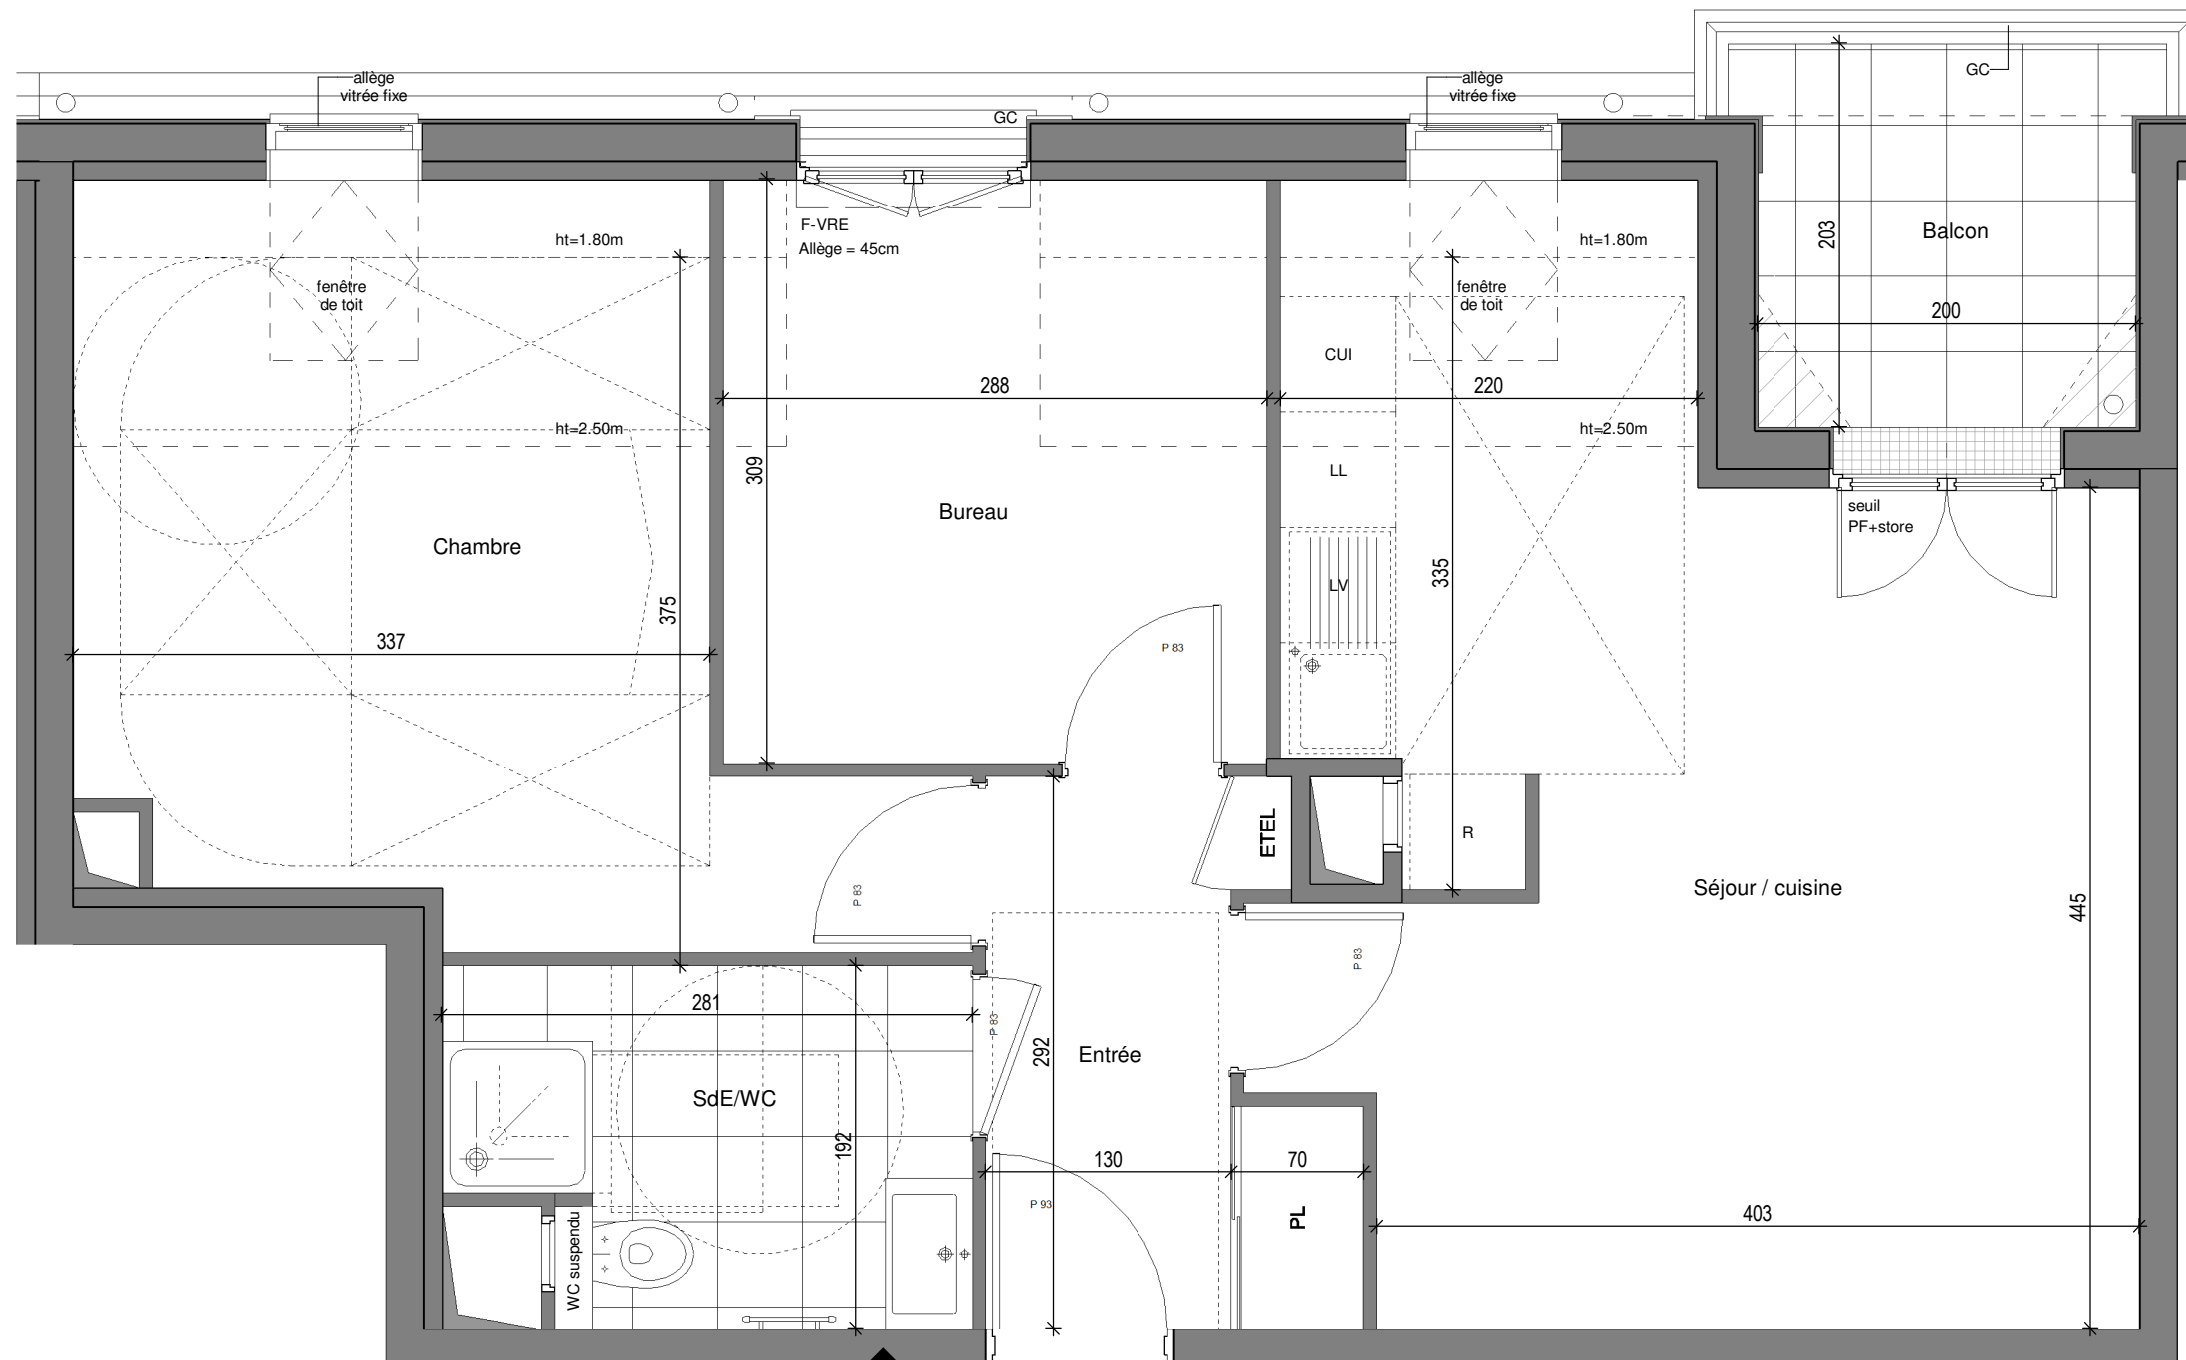 allège
vitrée fixe
GC
allège
vitrée fixe
GC
F-VRE
Allège = 45cm
ht=1.80m
ht=1.80m
203
Balcon
fenêtre
de toit
fenêtre
de toit
200
CUI
288
220
ht=2.50m
ht=2.50m
309
LL
Bureau
seuil
PF+store
Chambre
335
LV
375
337
P 83
ETEL
R
Séjour / cuisine
P 83
445
P 83
281
P 83
292
Entrée
SdE/WC
192
130
70
P 93
PL
403
WC suspendu